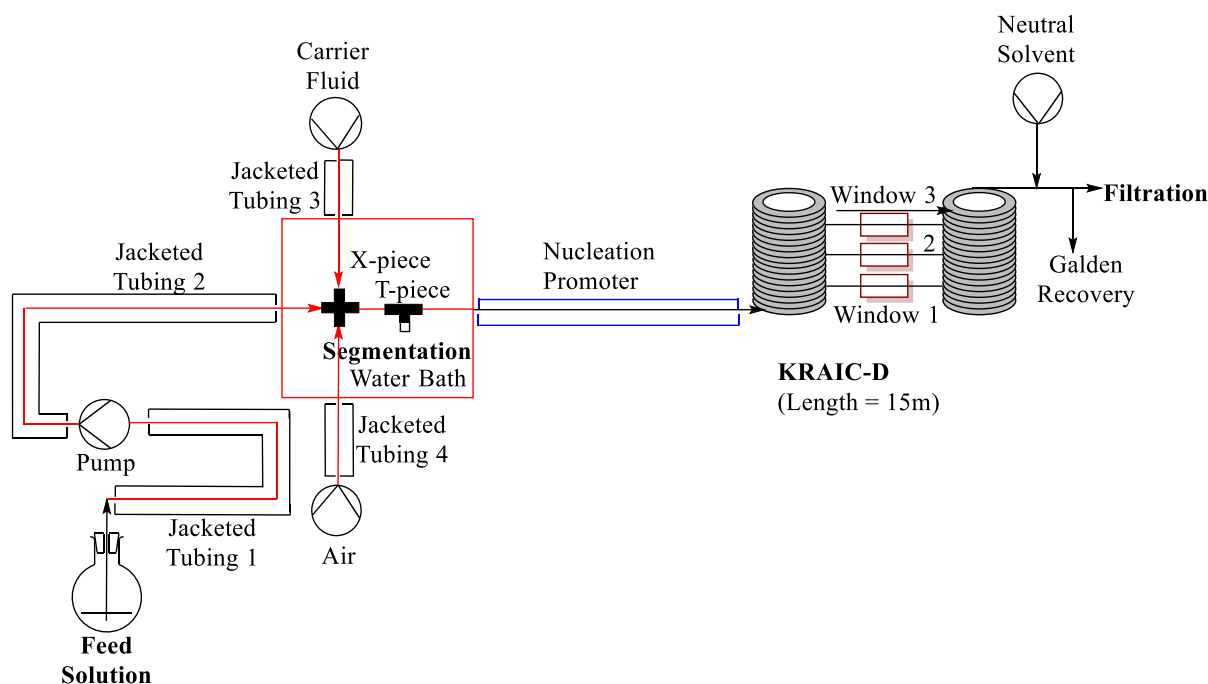 Neutral
Solvent
Carrier
Fluid
Jacketed
Tubing 3
Window 3
Filtration
Jacketed
Tubing 2
X-piece
T-piece
Nucleation
Promoter
2
Galden
Recovery
Window 1
Segmentation
Water Bath
KRAIC-D
(Length = 15m)
Jacketed
Tubing 4
Pump
Jacketed
Tubing 1
Air
Feed
Solution